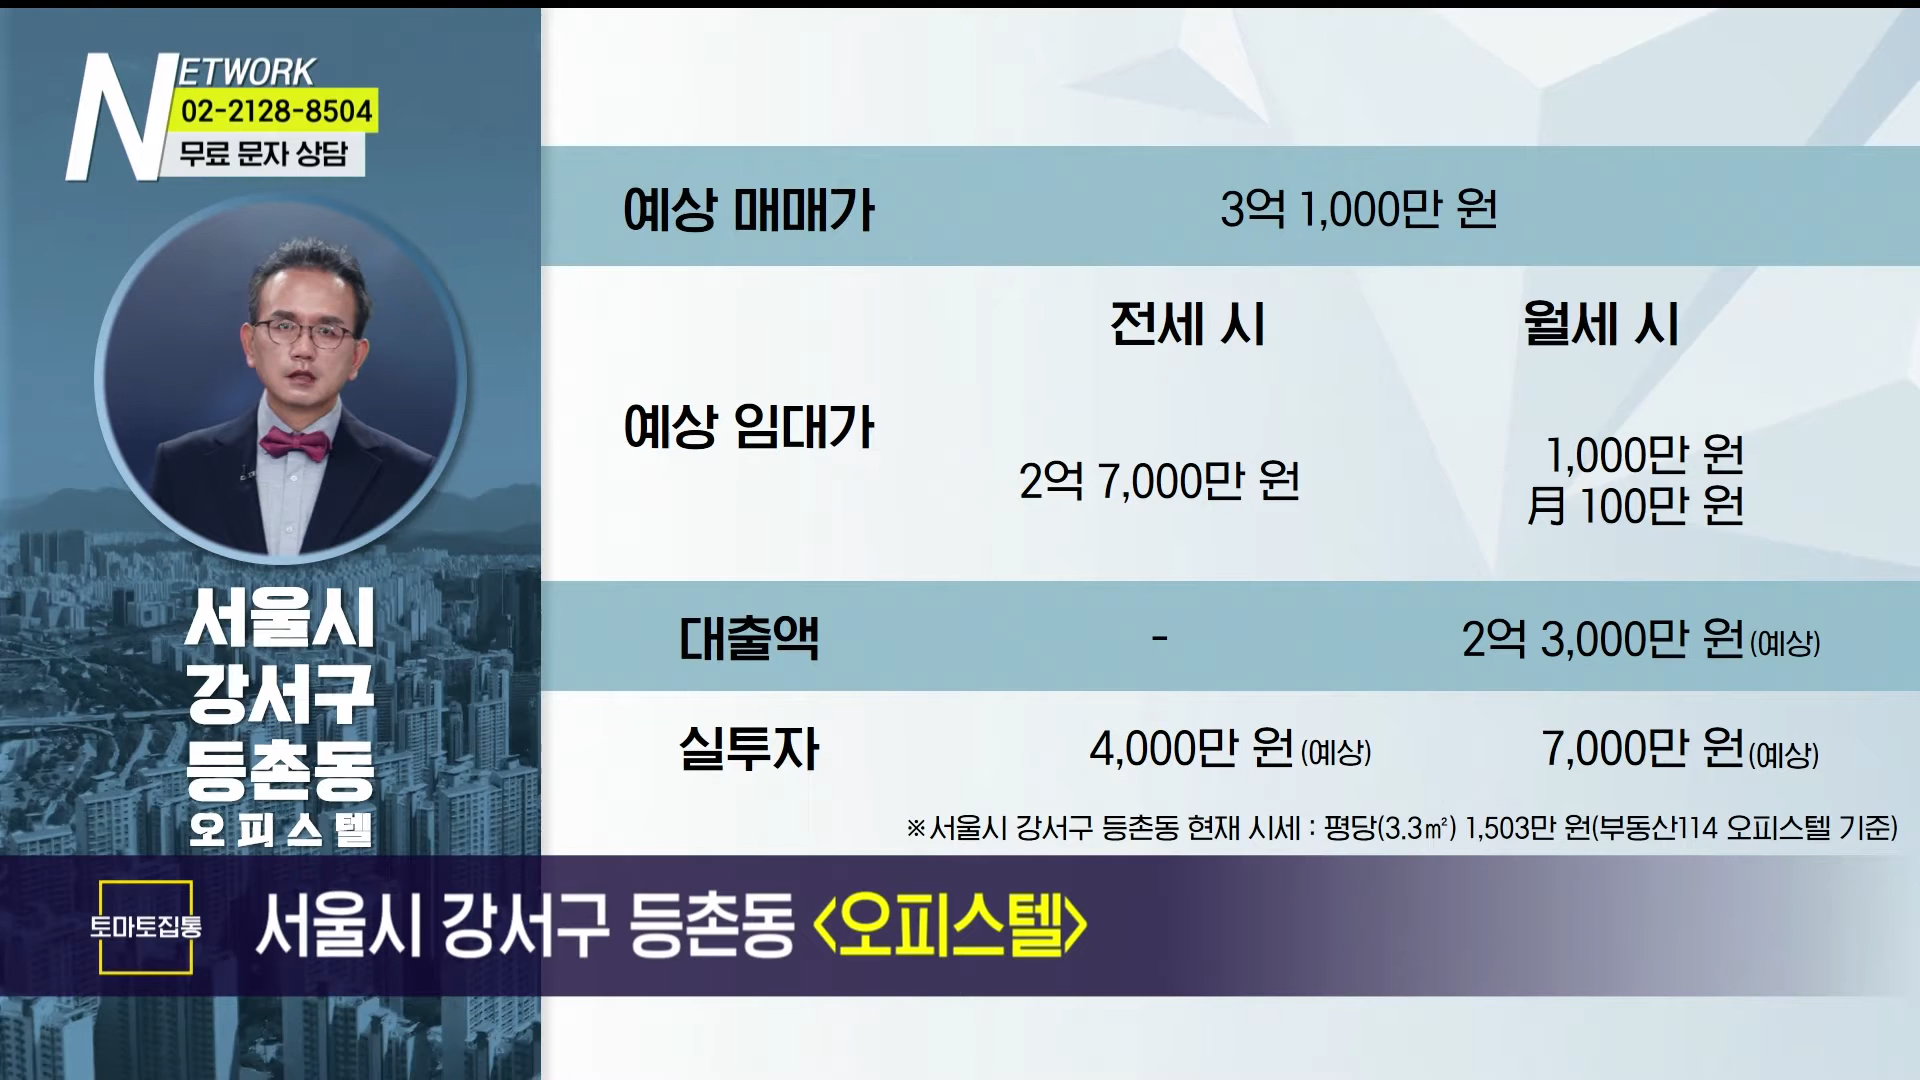 NETWORK
02-2128-8504
무료 문자 상담
서울시
강서구
등촌동
오피스텔
예상 매매가 3억 1,000만 원
전세 시 월세 시
예상 임대가 2억 7,000만 원 1,000만 원
月 100만 원
대출액 - 2억 3,000만 원(예상)
실투자 4,000만 원(예상) 7,000만 원(예상)
※서울시 강서구 등촌동 현재 시세 : 평당(3.3㎡) 1,503만 원(부동산114 오피스텔 기준)
토마토집통
서울시 강서구 등촌동 <오피스텔>